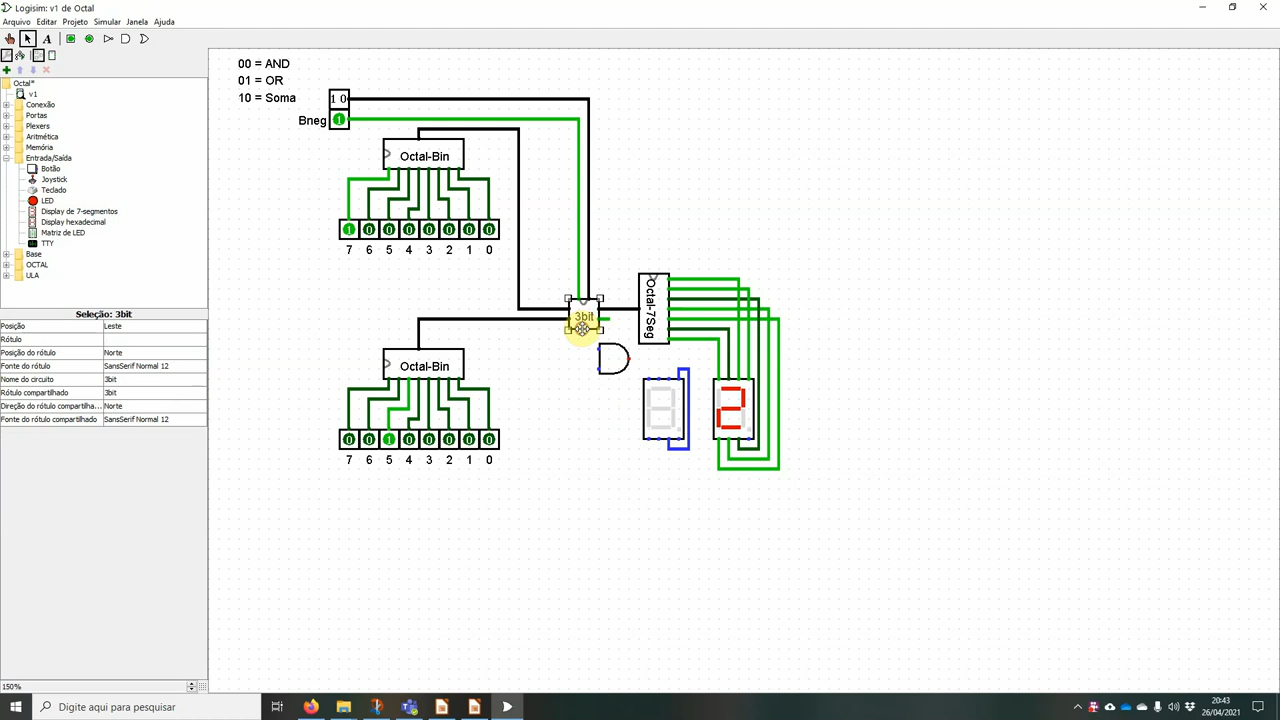 Logisim: v1 de Octal
Arquivo Editar Projeto Simular Janela Ajuda
Octal*
v1
Conexão
Portas
Plexers
Aritmética
Memória
Entrada/Saída
Botão
Joystick
Teclado
LED
Display de 7-segmentos
Display hexadecimal
Matriz de LED
TTY
Base
OCTAL
ULA
Seleção: 3bit
Posição Leste
Rótulo
Posição do rótulo Norte
Fonte do rótulo SansSerif Normal 12
Nome do circuito 3bit
Rótulo compartilhado 3bit
Direção do rótulo compartilha... Norte
Fonte do rótulo compartilhado SansSerif Normal 12
150%
00 = AND
01 = OR
10 = Soma
1 0
Bneg 1
Octal-Bin
1 0 0 0 0 0 0 0
7 6 5 4 3 2 1 0
3bit
Octal-7Seg
Octal-Bin
0 0 1 0 0 0 0 0
7 6 5 4 3 2 1 0
2
Digite aqui para pesquisar
20:43
26/04/2021